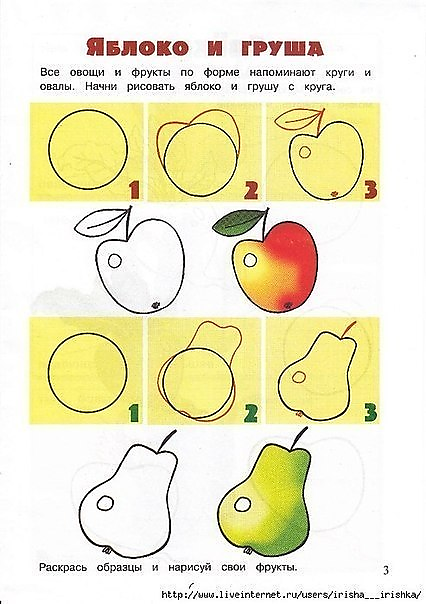 Яблоко и груша
Все овощи и фрукты по форме напоминают круги и
овалы. Начни рисовать яблоко и грушу с круга.
1 2 3
1 2 3
Раскрась образцы и нарисуй свои фрукты.
3
http://www.liveinternet.ru/users/irisha___irishka/